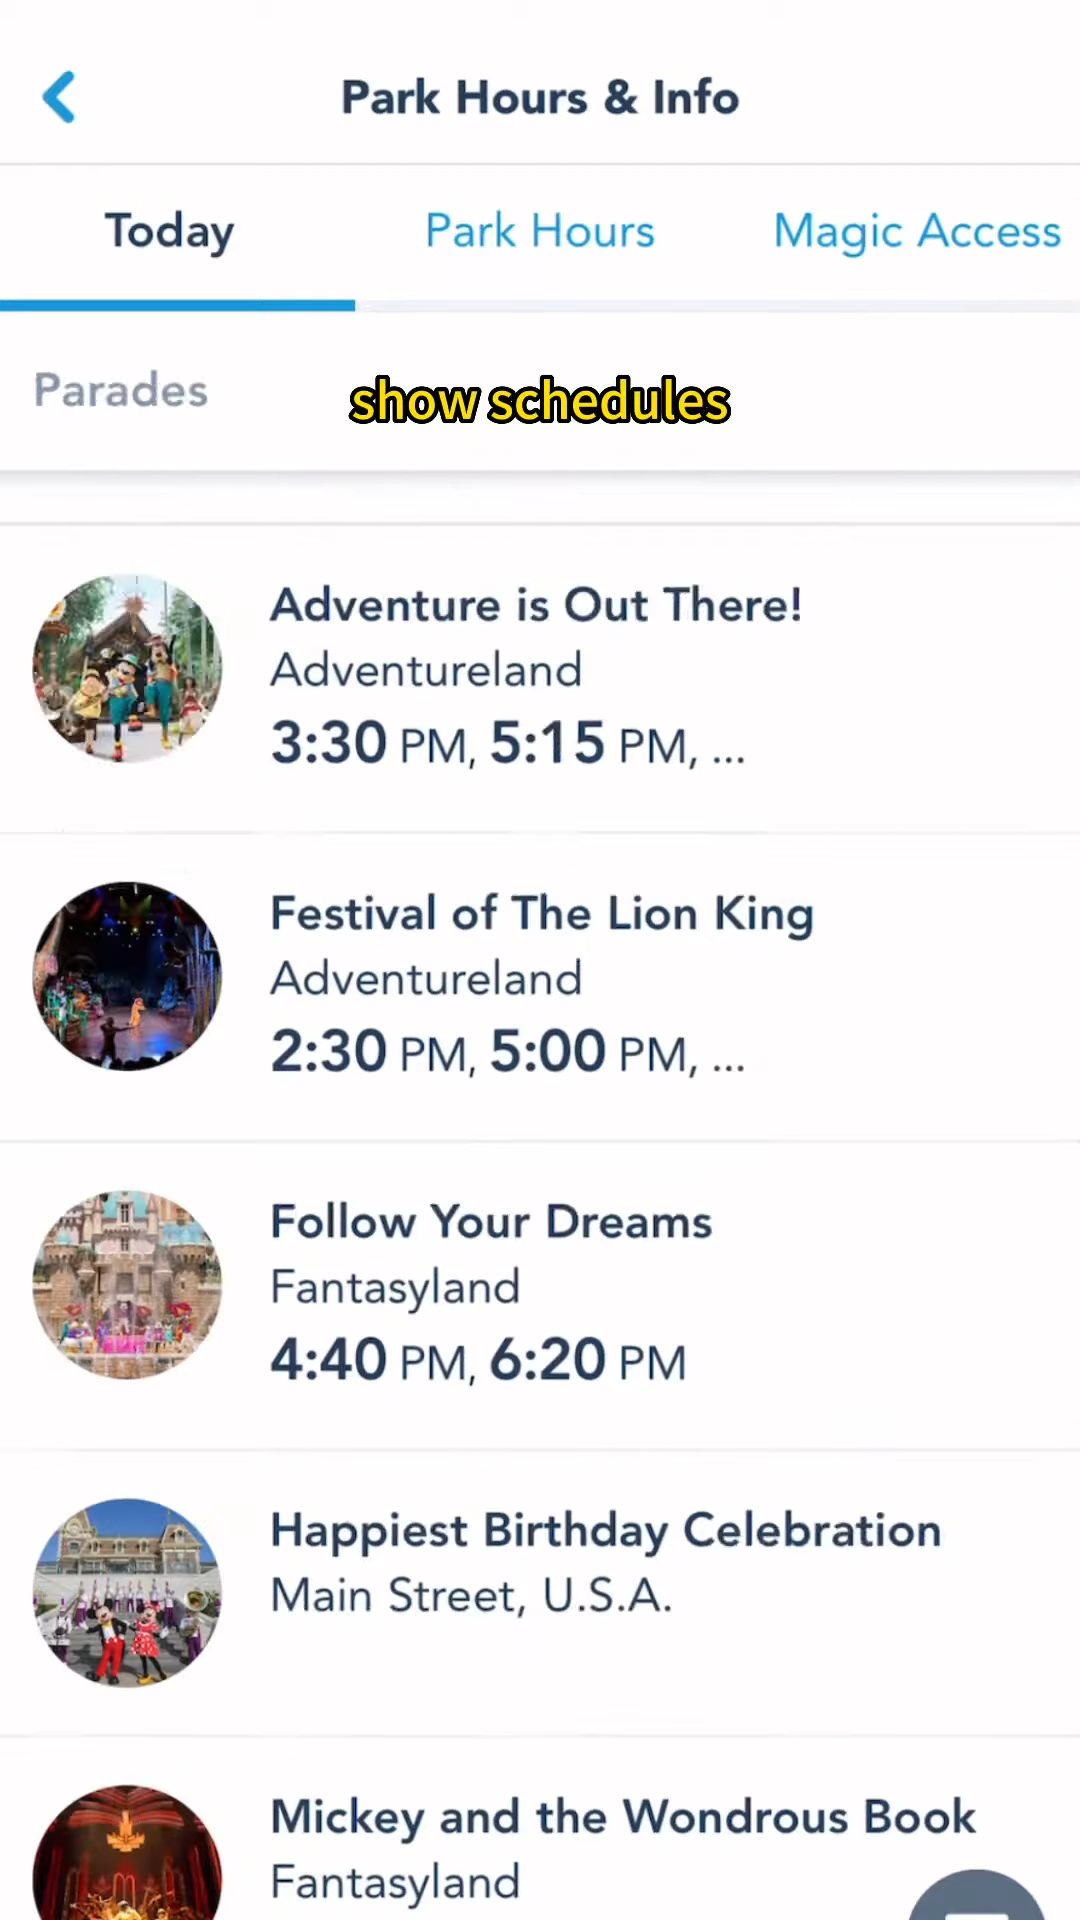 Park Hours & Info
Today Park Hours Magic Access
Parades
show schedules
Adventure is Out There!
Adventureland
3:30 PM, 5:15 PM, ...
Festival of The Lion King
Adventureland
2:30 PM, 5:00 PM, ...
Follow Your Dreams
Fantasyland
4:40 PM, 6:20 PM
Happiest Birthday Celebration
Main Street, U.S.A.
Mickey and the Wondrous Book
Fantasyland